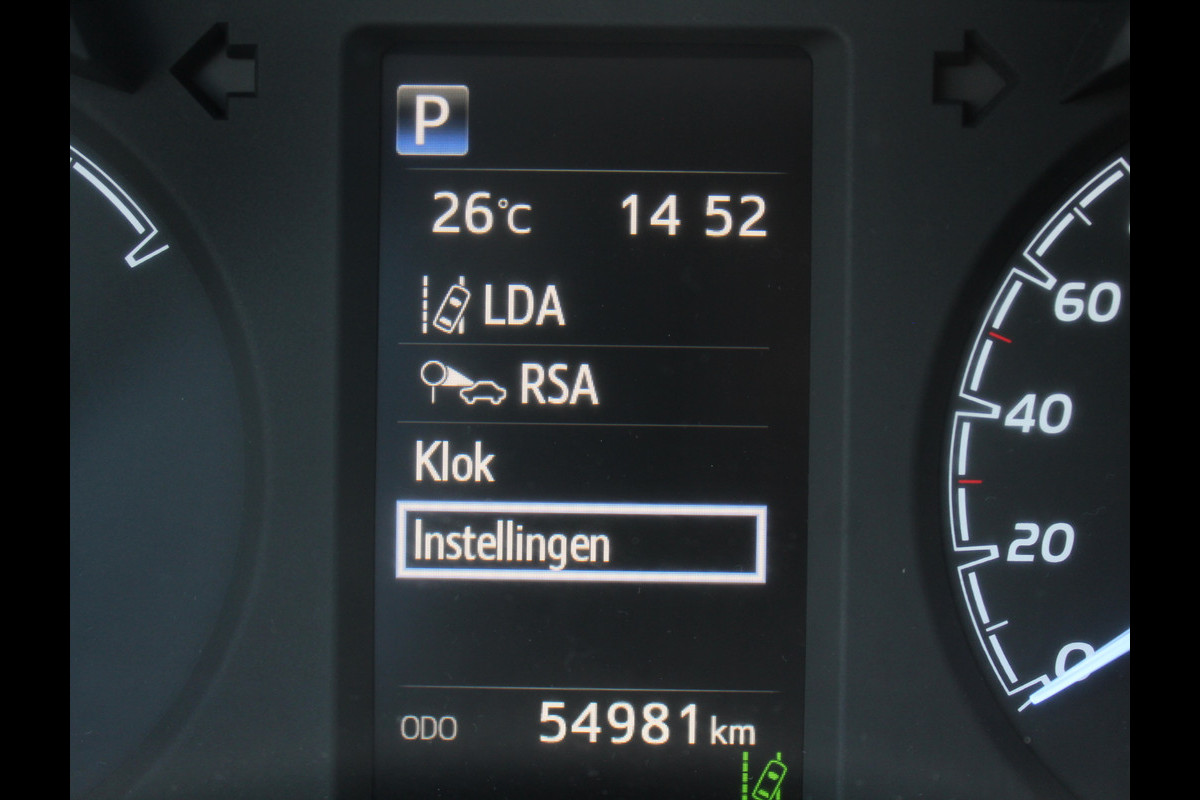 P
26°C 14 52
LDA
RSA
Klok
Instellingen
ODO 54981 km
60
40
20
0